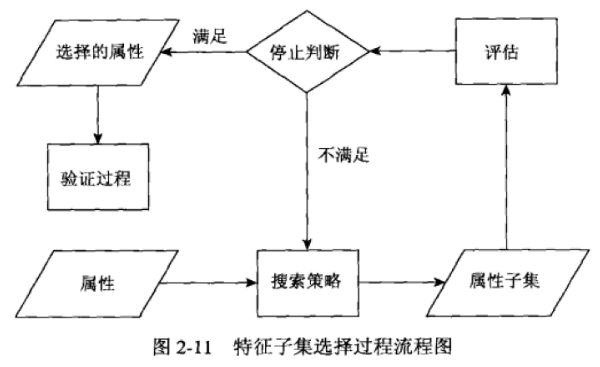 选择的属性
满足
停止判断
评估
验证过程
不满足
属性
搜索策略
属性子集
图 2-11 特征子集选择过程流程图